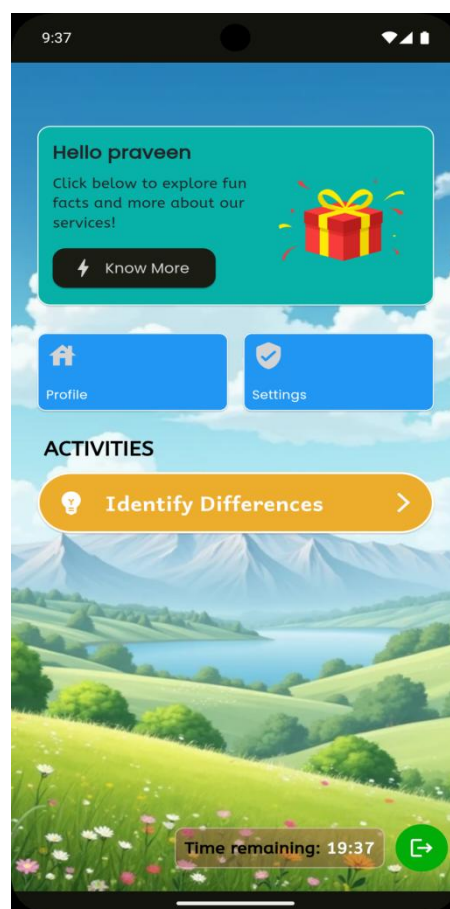 9:37
Hello praveen
Click below to explore fun
facts and more about our
services!
Know More
Profile
Settings
ACTIVITIES
Identify Differences
Time remaining: 19:37